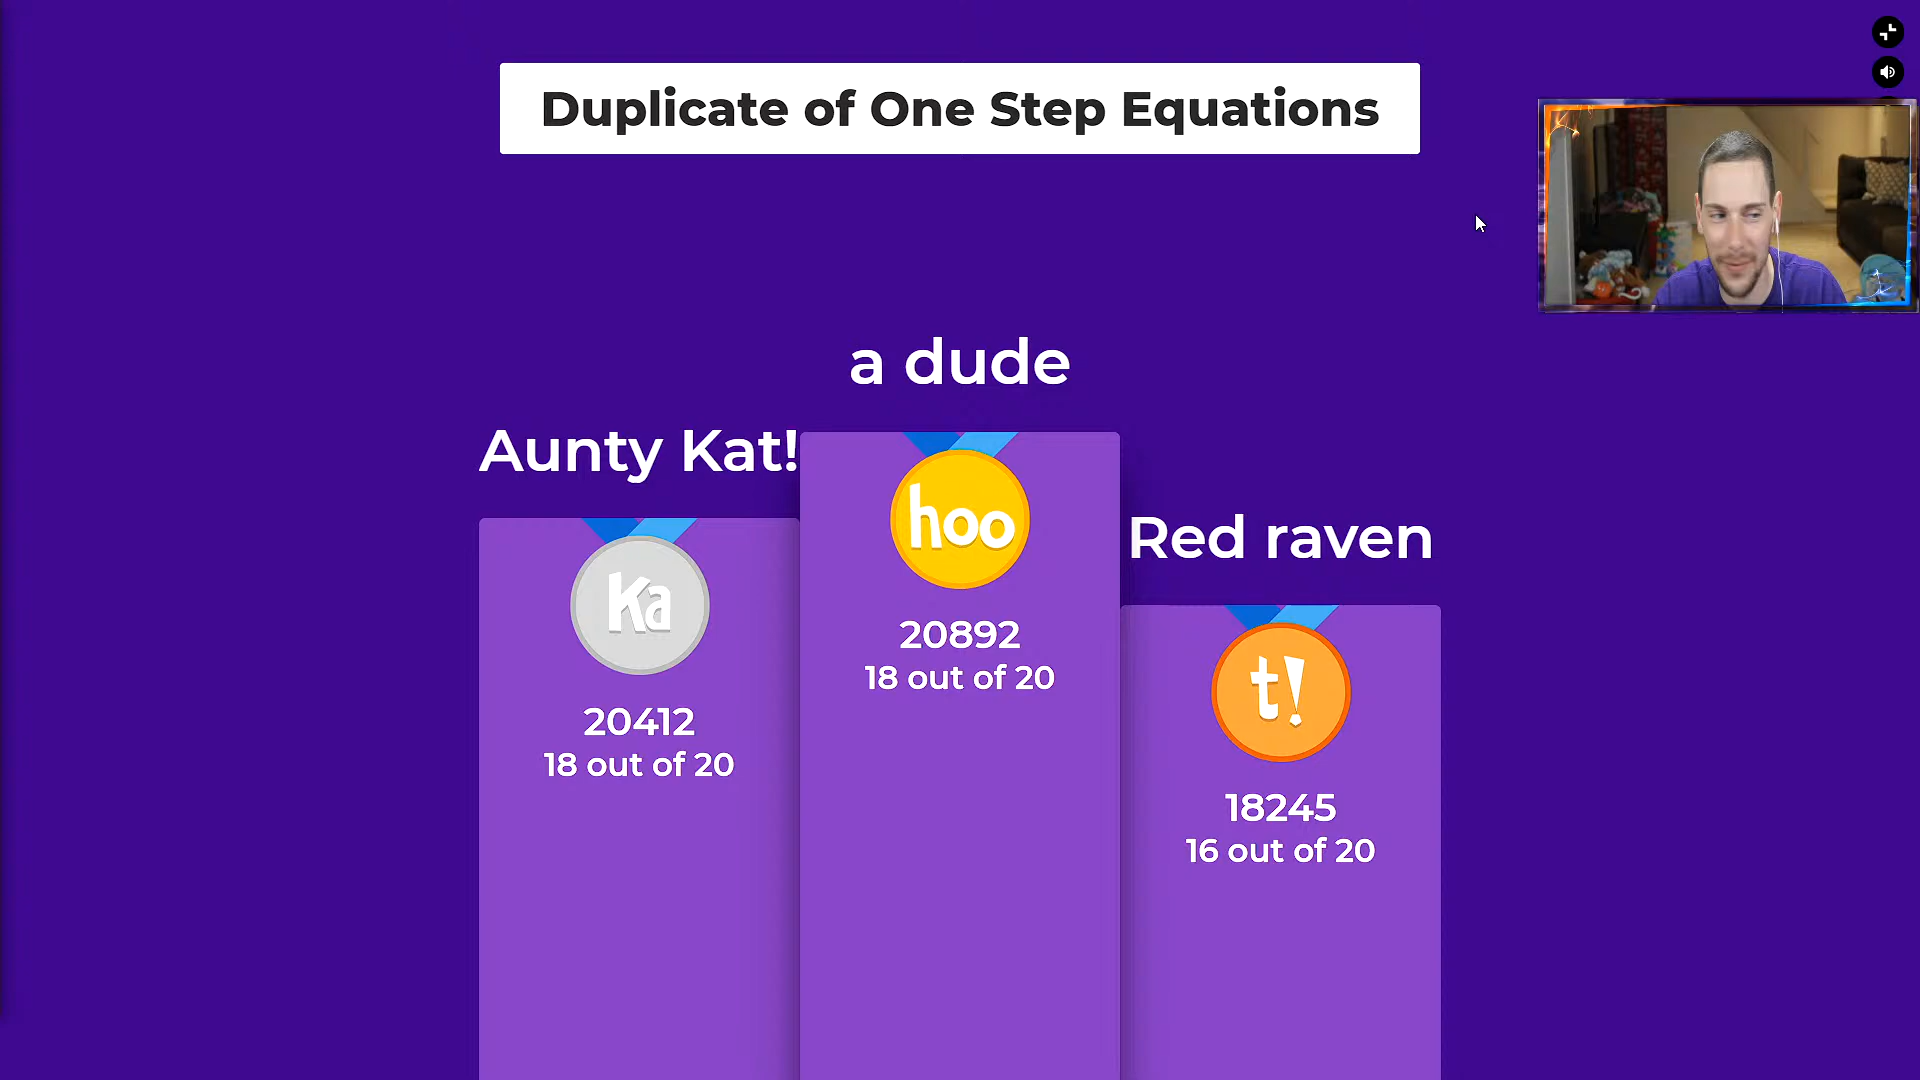 Duplicate of One Step Equations
a dude
Aunty Kat!
Red raven
hoo
Ka
t!
20892
18 out of 20
20412
18 out of 20
18245
16 out of 20